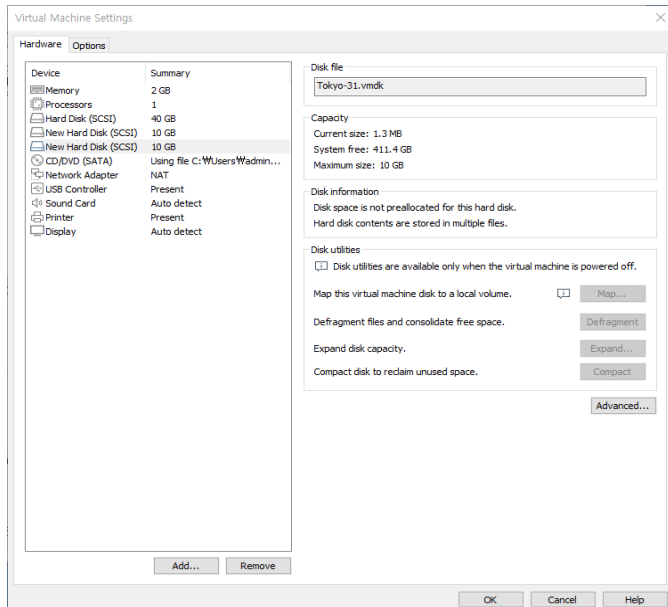 Virtual Machine Settings
Hardware Options
Device Summary
Memory 2 GB
Processors 1
Hard Disk (SCSI) 40 GB
New Hard Disk (SCSI) 10 GB
New Hard Disk (SCSI) 10 GB
CD/DVD (SATA) Using file C:₩Users₩admin...
Network Adapter NAT
USB Controller Present
Sound Card Auto detect
Printer Present
Display Auto detect
Add... Remove
Disk file
Tokyo-31.vmdk
Capacity
Current size: 1.3 MB
System free: 411.4 GB
Maximum size: 10 GB
Disk information
Disk space is not preallocated for this hard disk.
Hard disk contents are stored in multiple files.
Disk utilities
Disk utilities are available only when the virtual machine is powered off.
Map this virtual machine disk to a local volume. Map...
Defragment files and consolidate free space. Defragment
Expand disk capacity. Expand...
Compact disk to reclaim unused space. Compact
Advanced...
OK Cancel Help